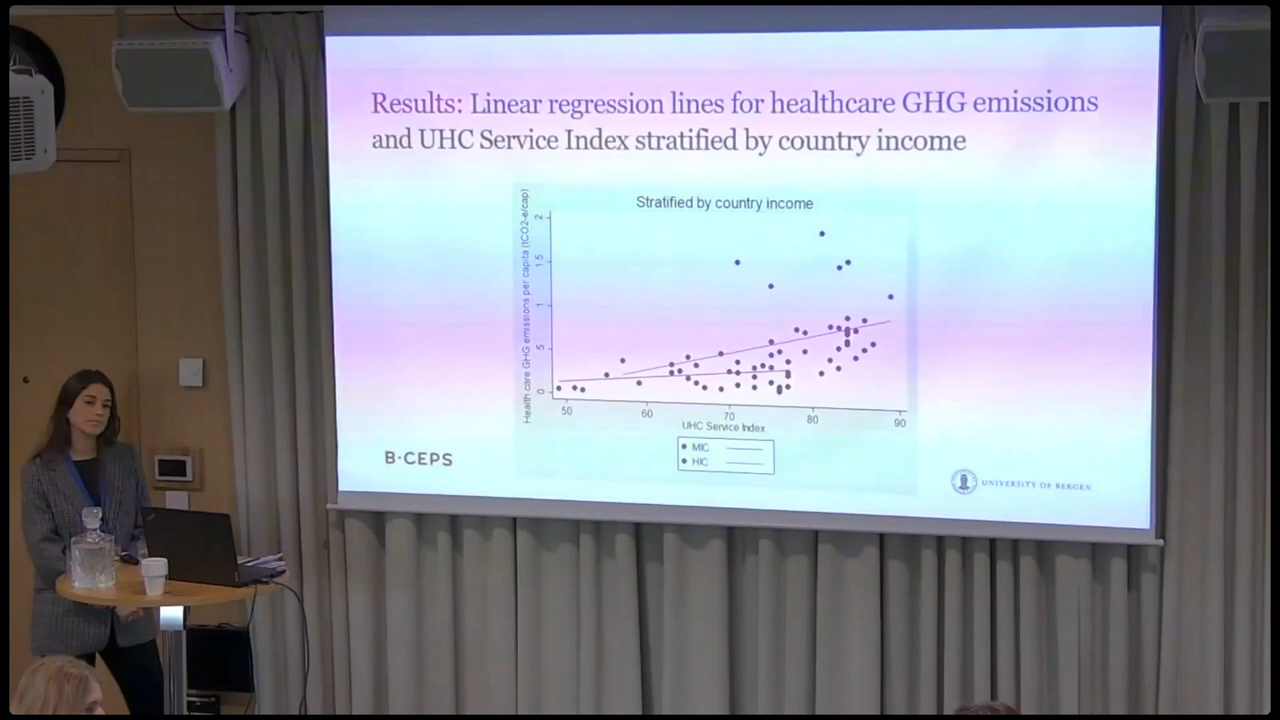 Results: Linear regression lines for healthcare GHG emissions
and UHC Service Index stratified by country income
Stratified by country income
Health care GHG emissions per capita (tCO2-e/cap)
2
1.5
1
.5
0
50
60
70
80
90
UHC Service Index
MIC
HIC
B·CEPS
UNIVERSITY OF BERGEN